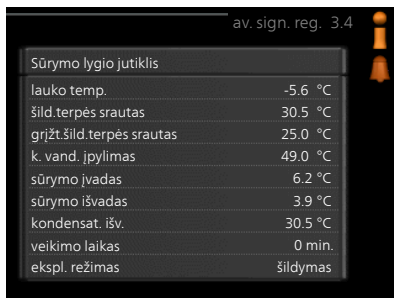 av. sign. reg. 3.4
Sūrymo lygio jutiklis
lauko temp. -5.6 °C
šild.terpės srautas 30.5 °C
grįžt.šild.terpės srautas 25.0 °C
k. vand. įpylimas 49.0 °C
sūrymo įvadas 6.2 °C
sūrymo išvadas 3.9 °C
kondensat. išv. 30.5 °C
veikimo laikas 0 min.
ekspl. režimas šildymas